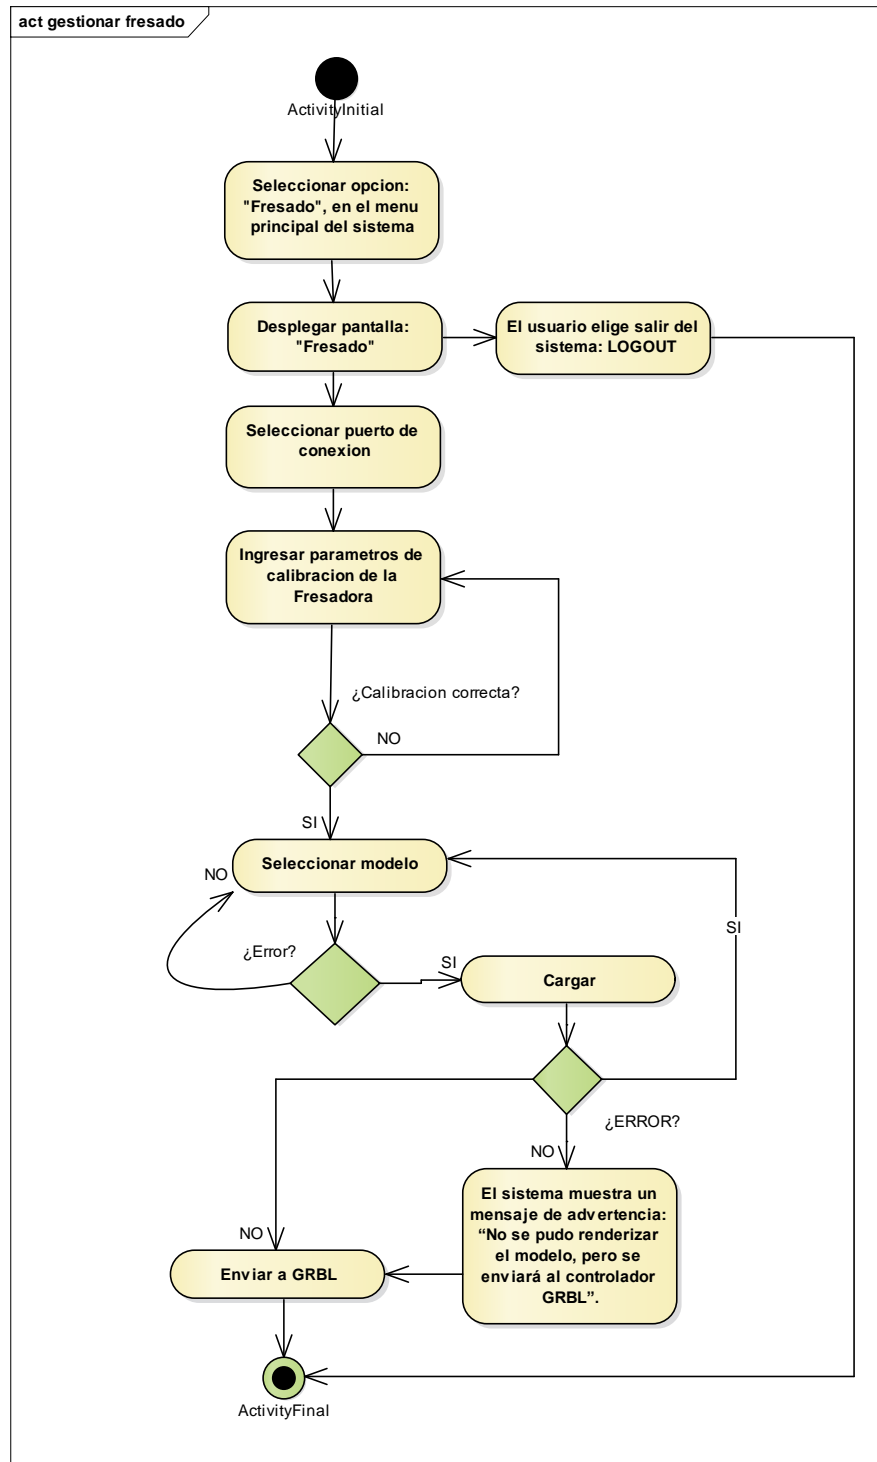 act gestionar fresado
ActivityInitial
Seleccionar opcion:
"Fresado", en el menu
principal del sistema
Desplegar pantalla:
"Fresado"
El usuario elige salir del
sistema: LOGOUT
Seleccionar puerto de
conexion
Ingresar parametros de
calibracion de la
Fresadora
¿Calibracion correcta?
NO
SI
Seleccionar modelo
NO
¿Error?
SI
Cargar
SI
¿ERROR?
NO
El sistema muestra un
mensaje de advertencia:
“No se pudo renderizar
el modelo, pero se
enviará al controlador
GRBL”.
NO
Enviar a GRBL
ActivityFinal